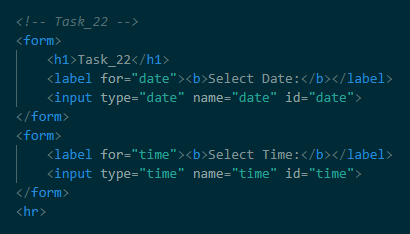 <!-- Task_22 -->
<form>
    <h1>Task_22</h1>
    <label for="date"><b>Select Date:</b></label>
    <input type="date" name="date" id="date">
</form>
<form>
    <label for="time"><b>Select Time:</b></label>
    <input type="time" name="time" id="time">
</form>
<hr>